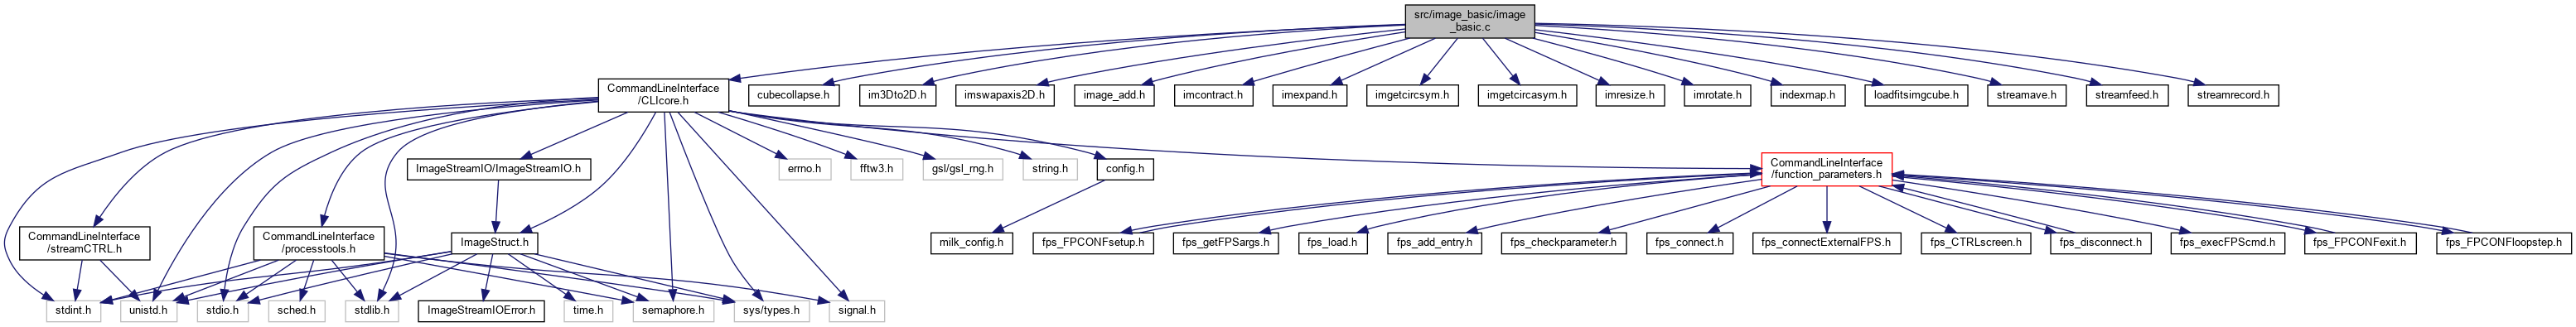 src/image_basic/image
_basic.c
CommandLineInterface
/CLIcore.h
cubecollapse.h
im3Dto2D.h
imswapaxis2D.h
image_add.h
imcontract.h
imexpand.h
imgetcircsym.h
imgetcircasym.h
imresize.h
imrotate.h
indexmap.h
loadfitsimgcube.h
streamave.h
streamfeed.h
streamrecord.h
ImageStreamIO/ImageStreamIO.h
errno.h
fftw3.h
gsl/gsl_rng.h
string.h
config.h
CommandLineInterface
/function_parameters.h
CommandLineInterface
/streamCTRL.h
CommandLineInterface
/processtools.h
ImageStruct.h
milk_config.h
fps_FPCONFsetup.h
fps_getFPSargs.h
fps_load.h
fps_add_entry.h
fps_checkparameter.h
fps_connect.h
fps_connectExternalFPS.h
fps_CTRLscreen.h
fps_disconnect.h
fps_execFPScmd.h
fps_FPCONFexit.h
fps_FPCONFloopstep.h
stdint.h
unistd.h
stdio.h
sched.h
stdlib.h
ImageStreamIOError.h
time.h
semaphore.h
sys/types.h
signal.h